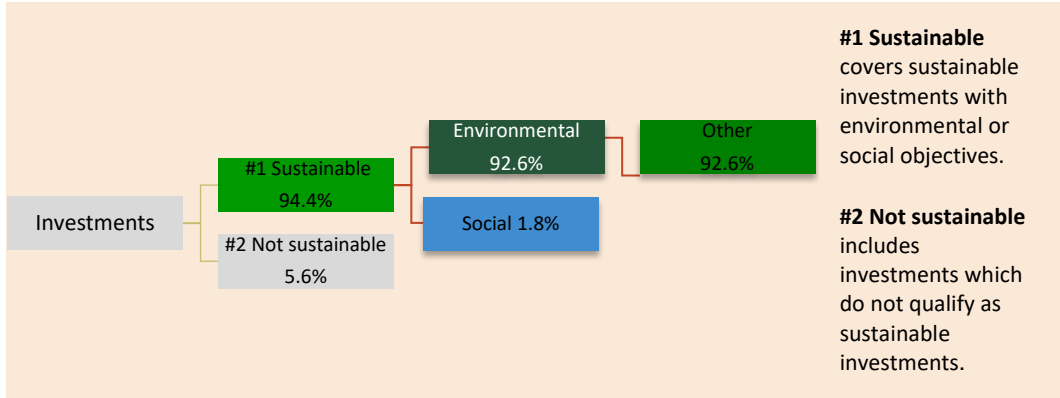 Investments
#1 Sustainable
94.4%
#2 Not sustainable
5.6%
Environmental
92.6%
Social 1.8%
Other
92.6%
#1 Sustainable
covers sustainable
investments with
environmental or
social objectives.
#2 Not sustainable
includes
investments which
do not qualify as
sustainable
investments.